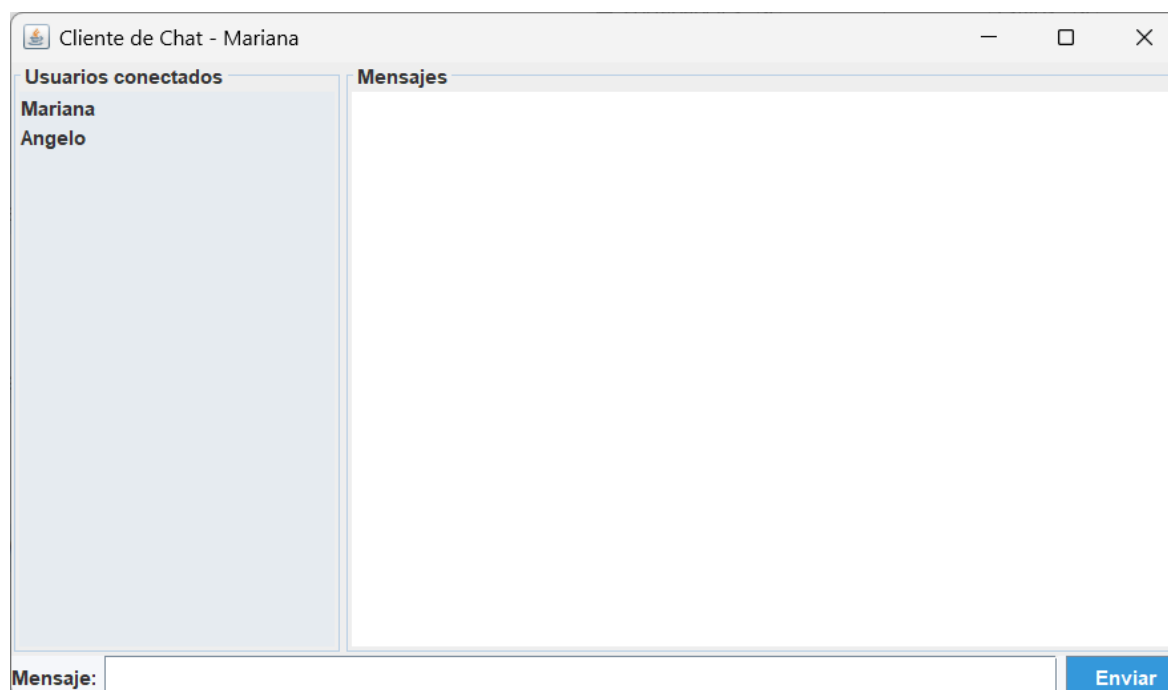 Cliente de Chat - Mariana
Usuarios conectados
Mariana
Angelo
Mensajes
Mensaje:
Enviar